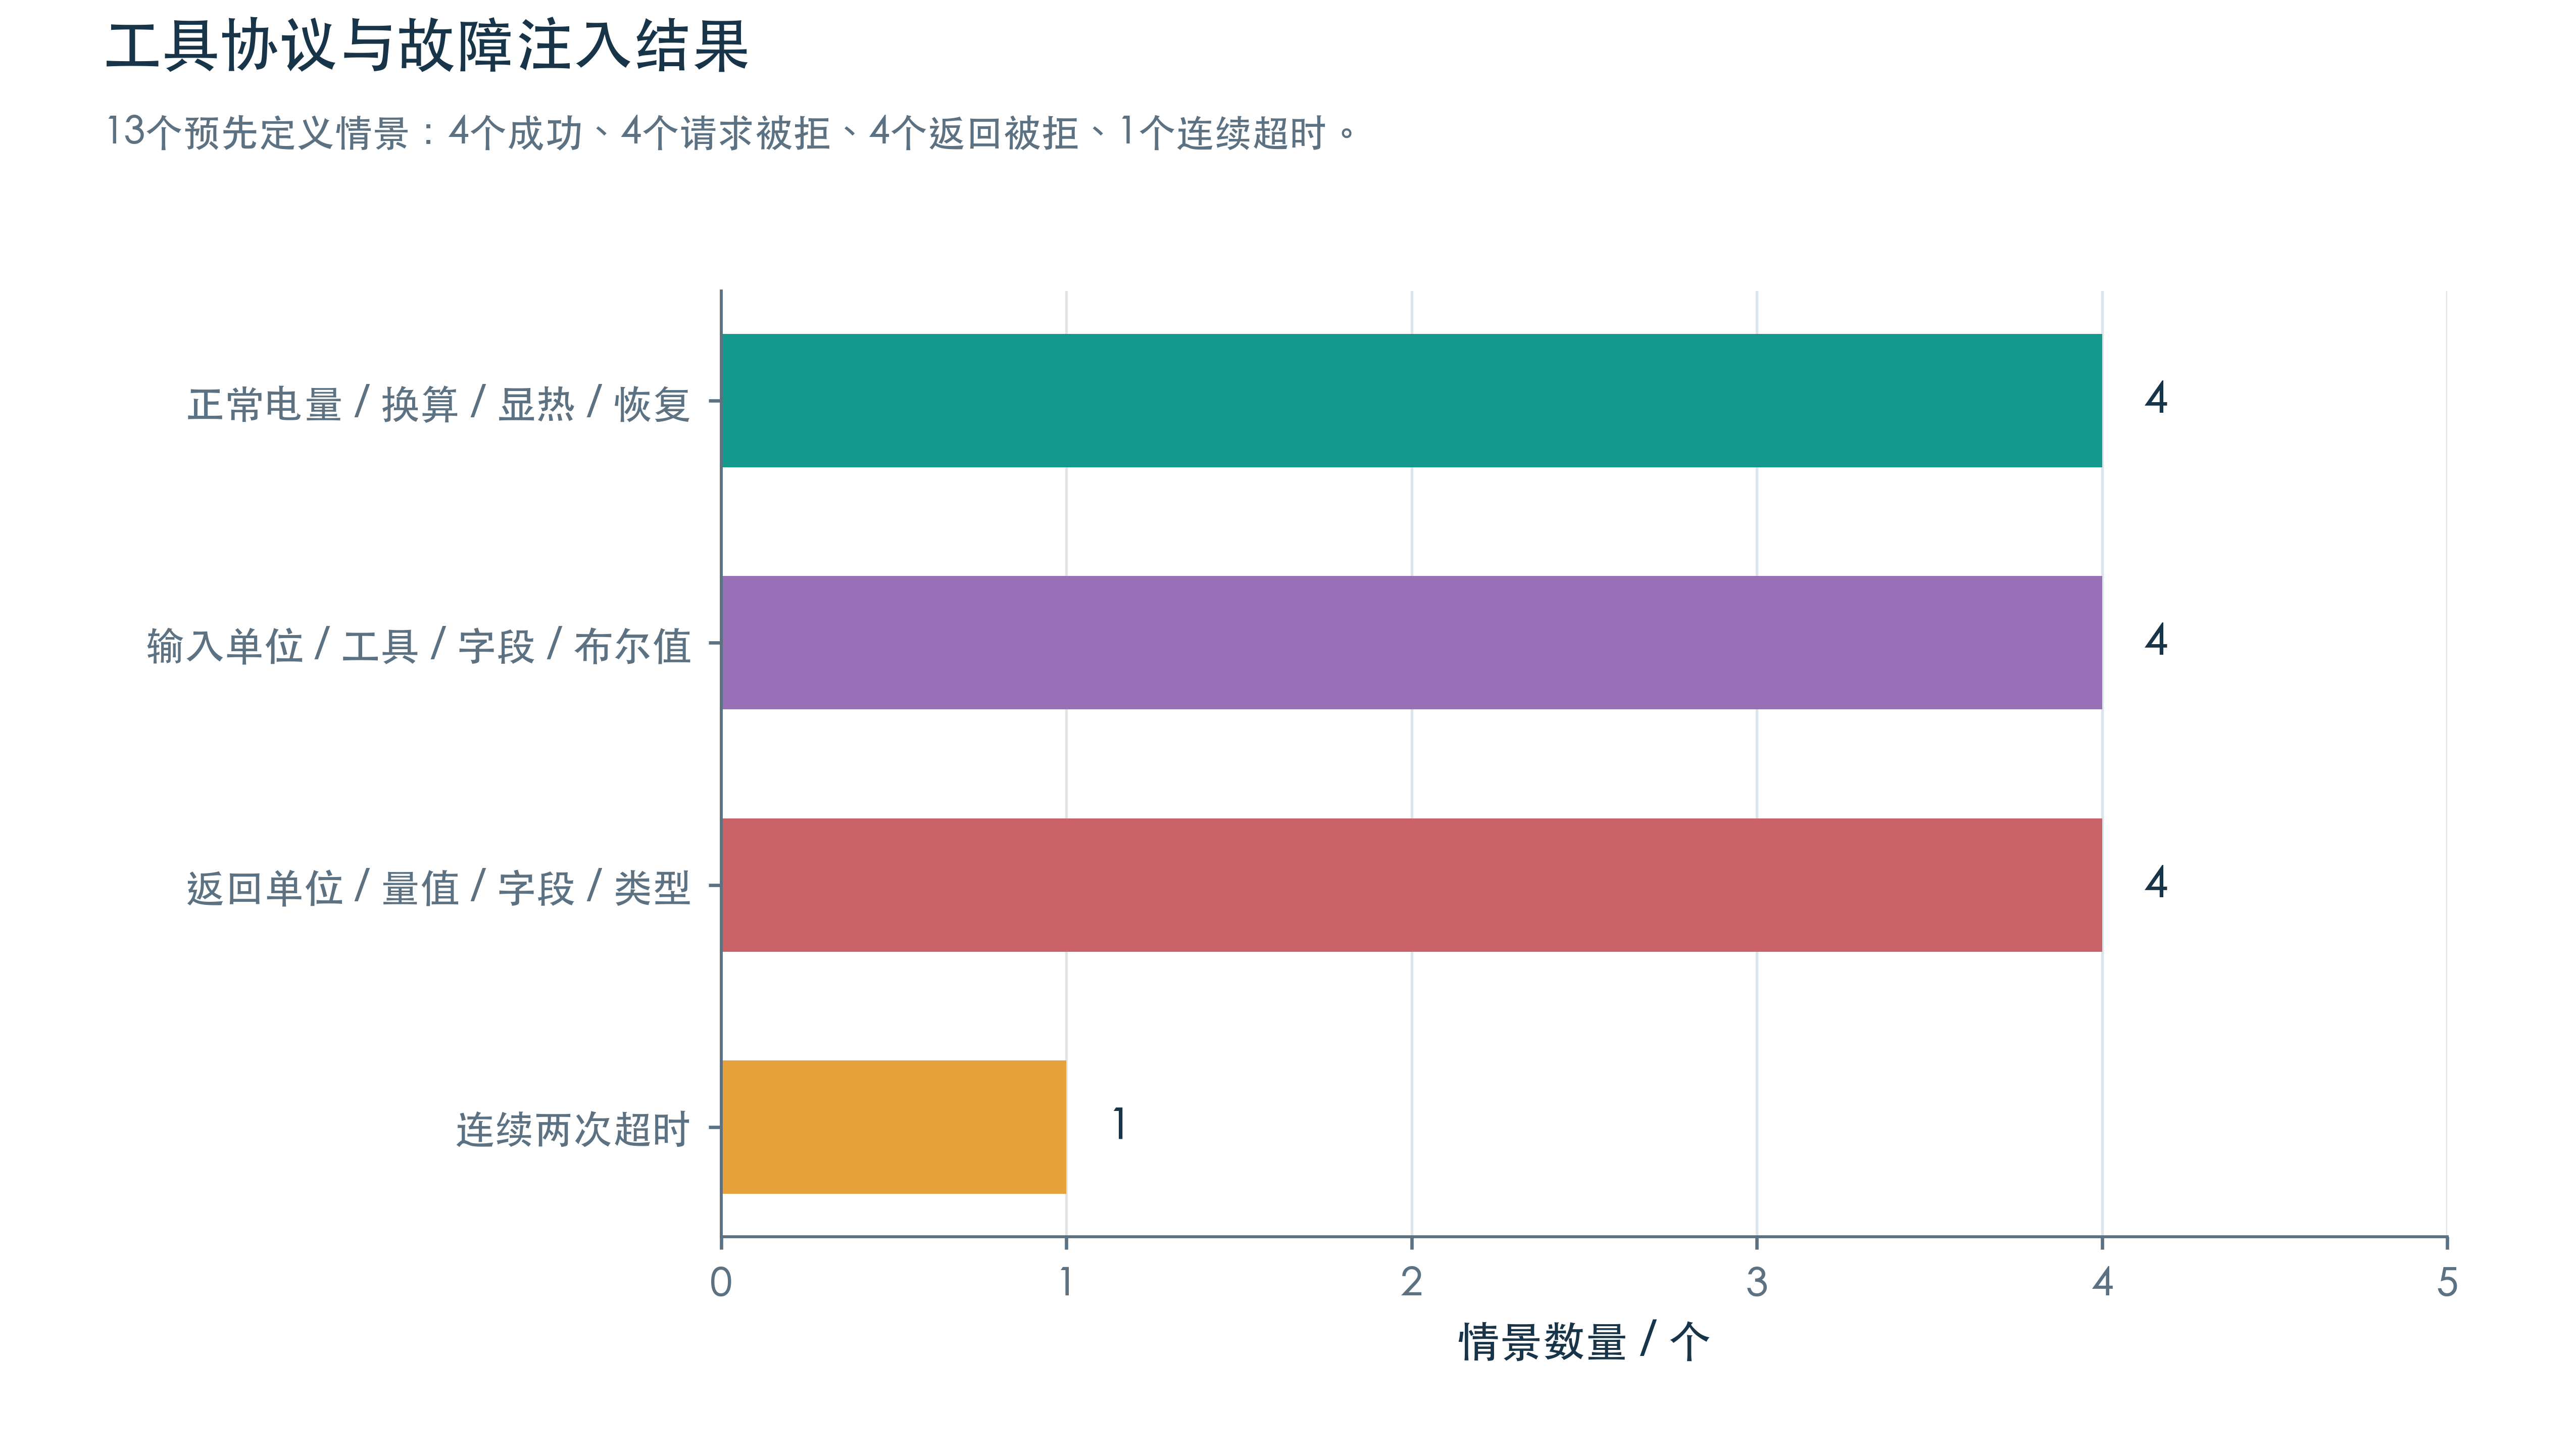 工具协议与故障注入结果
13个预先定义情景：4个成功、4个请求被拒、4个返回被拒、1个连续超时。
正常电量 / 换算 / 显热 / 恢复
4
输入单位 / 工具 / 字段 / 布尔值
4
返回单位 / 量值 / 字段 / 类型
4
连续两次超时
1
0 1 2 3 4 5
情景数量 / 个